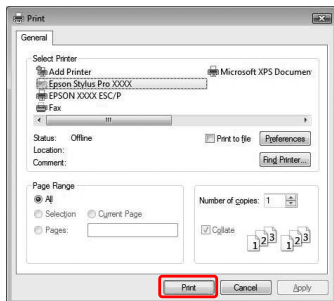 Print
General
Select Printer
Add Printer
Microsoft XPS Documen
Epson Stylus Pro XXXX
EPSON XXXX ESC/P
Fax
Status: Offline
Print to file
Preferences
Location:
Comment:
Find Printer...
Page Range
All
Selection
Current Page
Pages:
Number of copies: 1
Collate
1 2 3 1 2 3
Print
Cancel
Apply